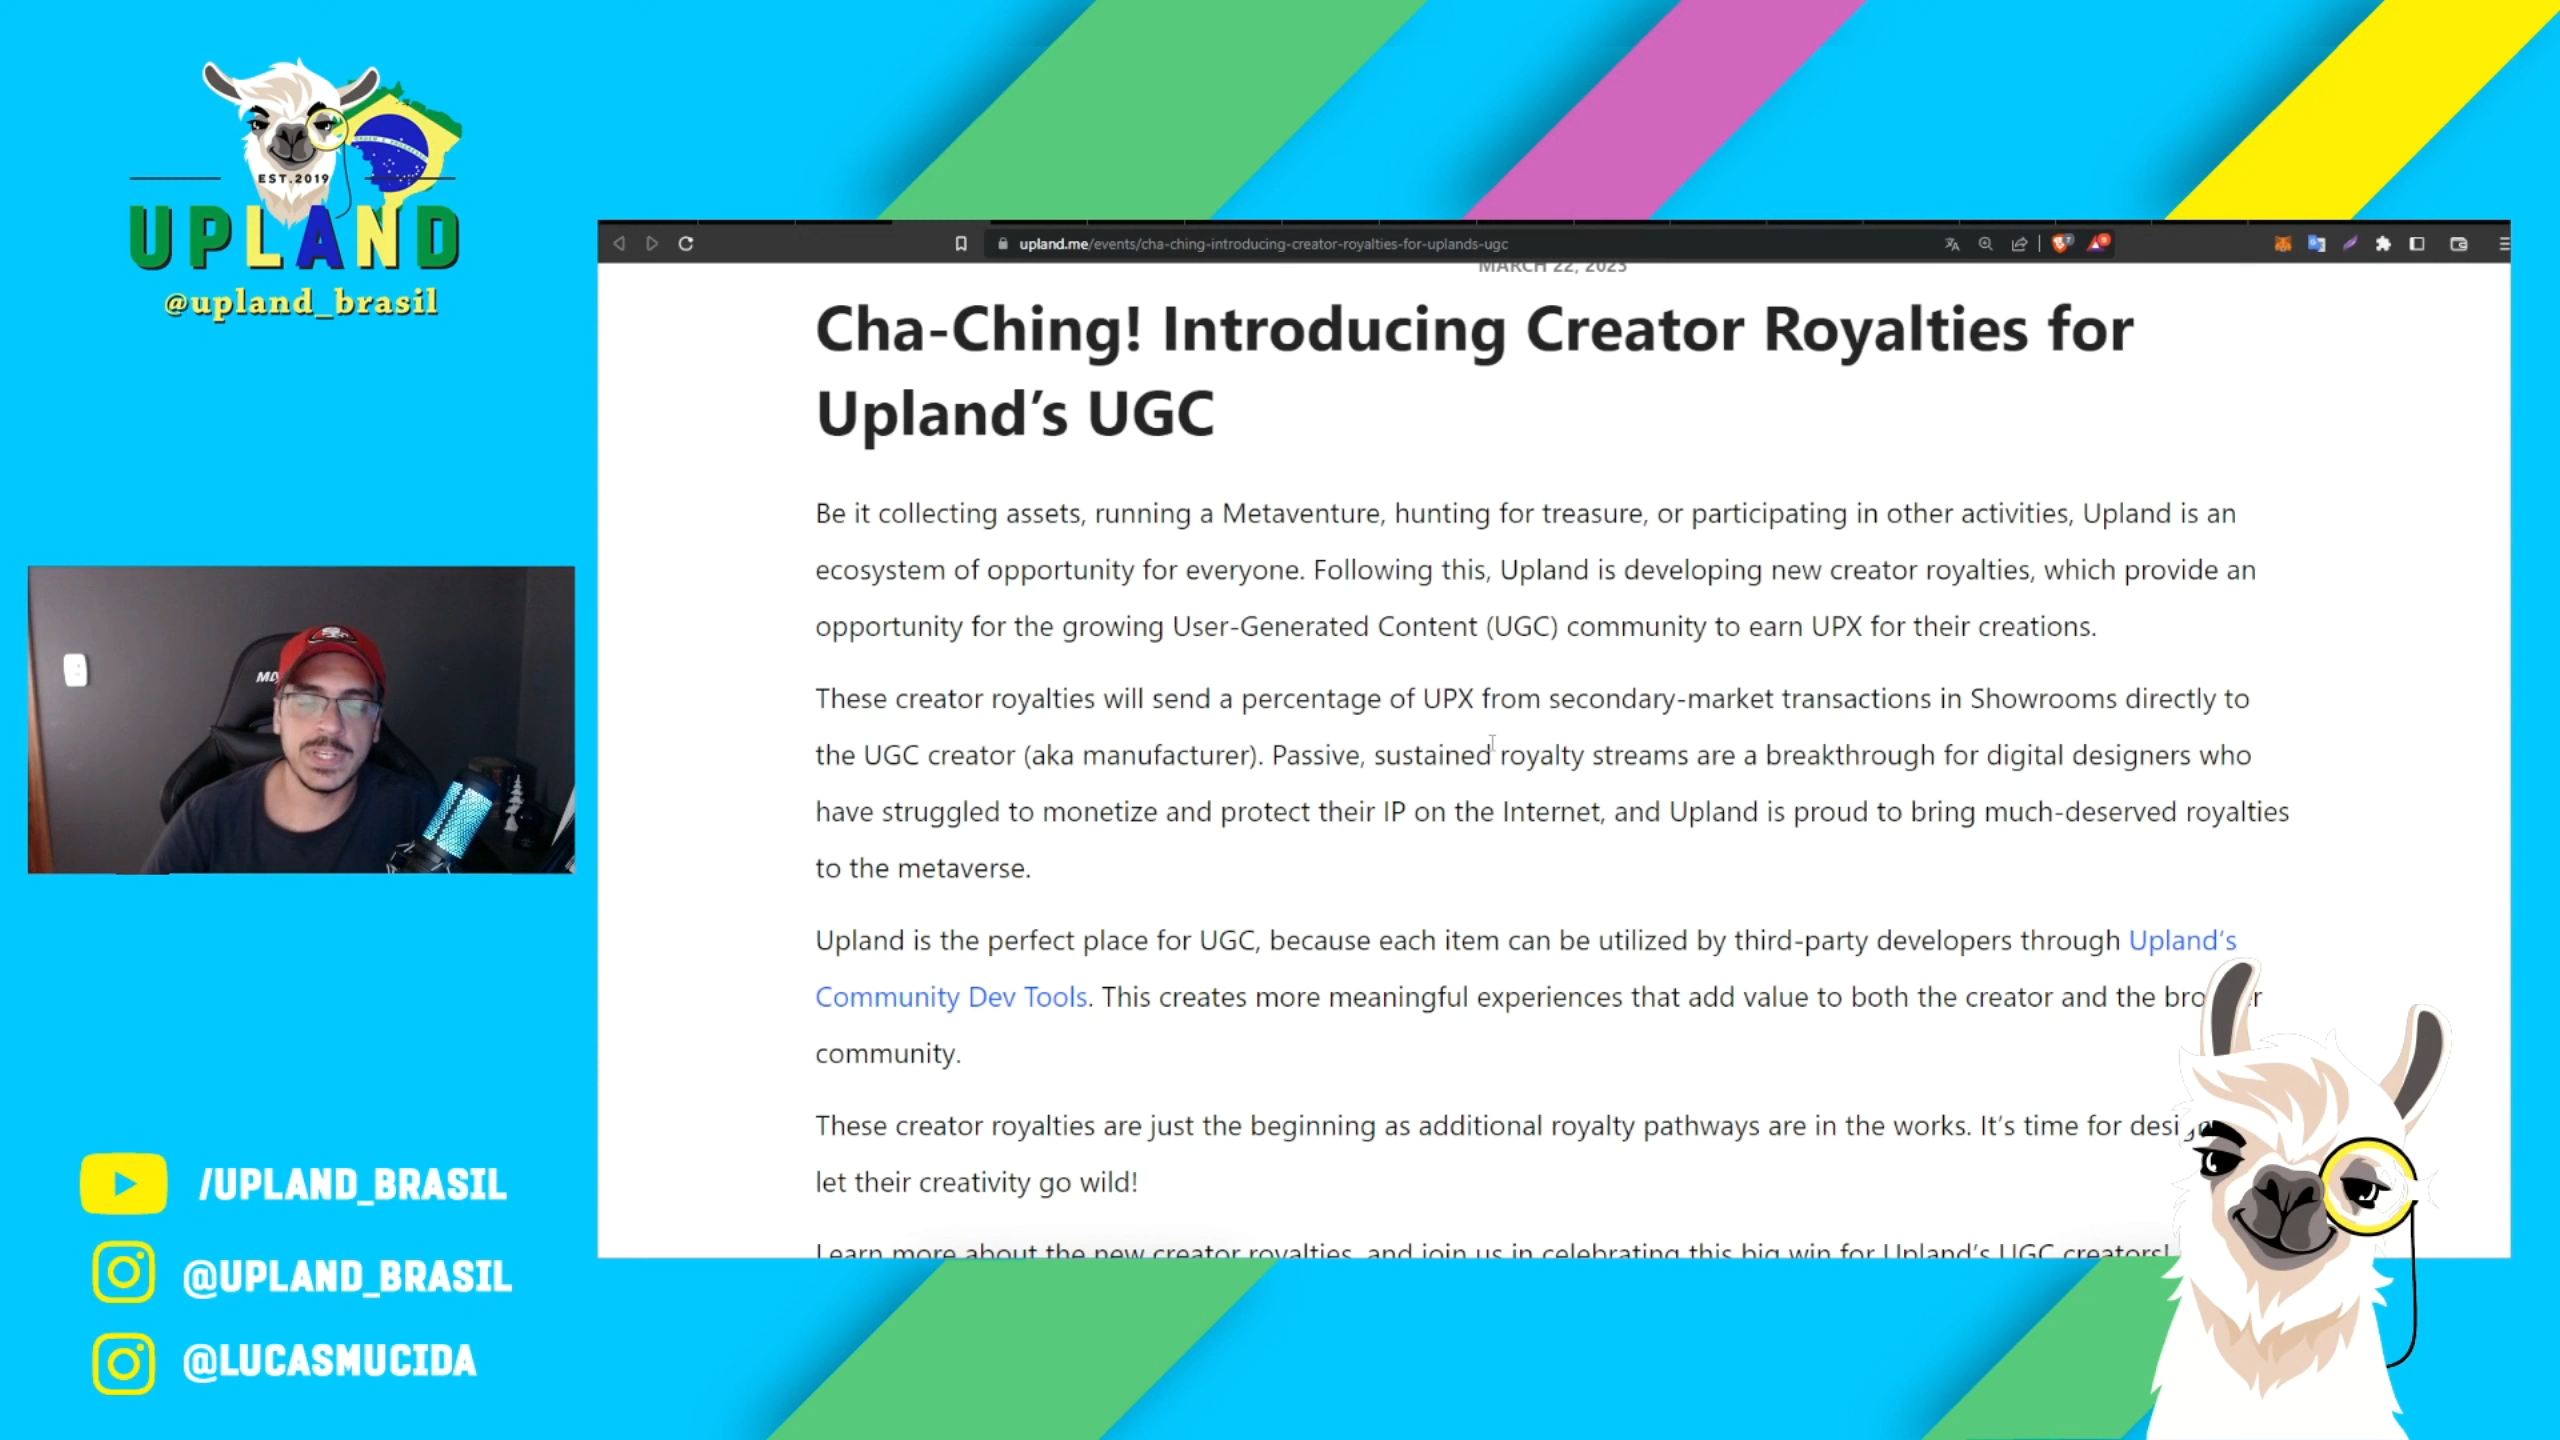 EST.2019
UPLAND
@upland_brasil
upland.me/events/cha-ching-introducing-creator-royalties-for-uplands-ugc
MARCH 22, 2023
Cha-Ching! Introducing Creator Royalties for
Upland’s UGC
Be it collecting assets, running a Metaventure, hunting for treasure, or participating in other activities, Upland is an
ecosystem of opportunity for everyone. Following this, Upland is developing new creator royalties, which provide an
opportunity for the growing User-Generated Content (UGC) community to earn UPX for their creations.
These creator royalties will send a percentage of UPX from secondary-market transactions in Showrooms directly to
the UGC creator (aka manufacturer). Passive, sustained royalty streams are a breakthrough for digital designers who
have struggled to monetize and protect their IP on the Internet, and Upland is proud to bring much-deserved royalties
to the metaverse.
Upland is the perfect place for UGC, because each item can be utilized by third-party developers through Upland’s
Community Dev Tools. This creates more meaningful experiences that add value to both the creator and the
community.
These creator royalties are just the beginning as additional royalty pathways are in the works. It’s time for
let their creativity go wild!
Learn more about the new creator royalties, and join us in celebrating this big win for Upland’s UGC creators!
/UPLAND_BRASIL
@UPLAND_BRASIL
@LUCASMUCIDA